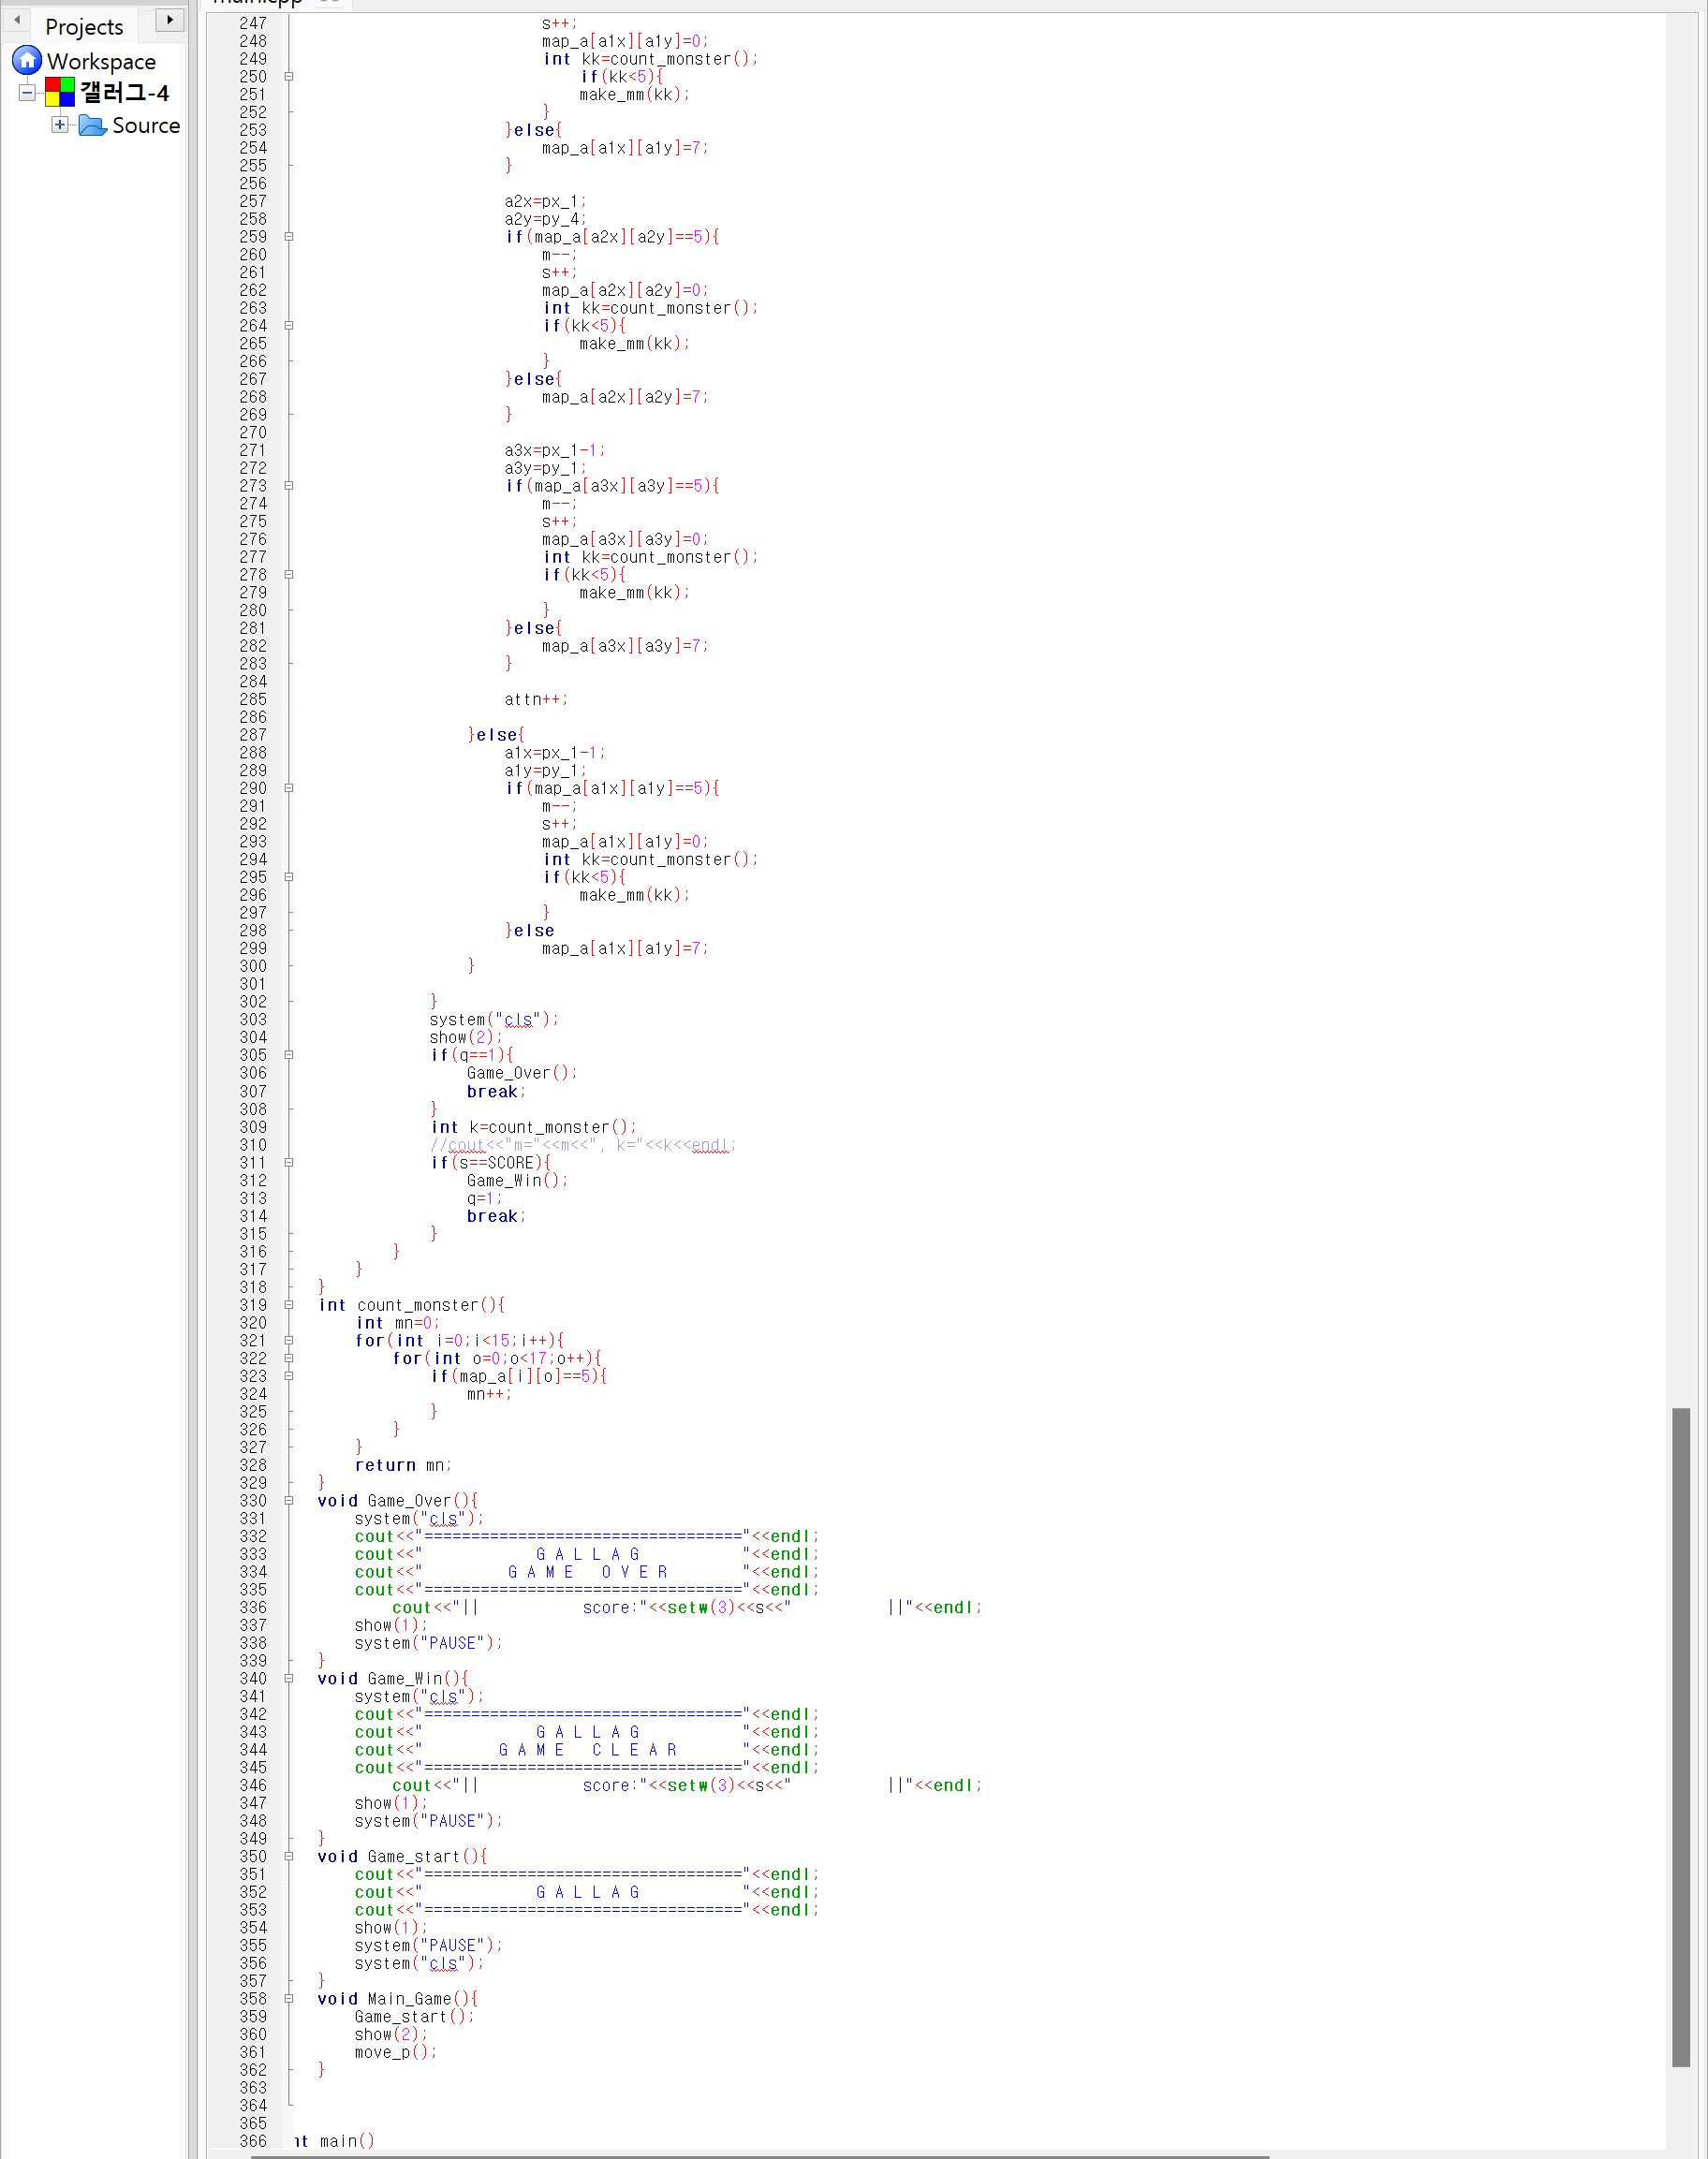 Projects
Workspace
갤러그-4
Source
247 s++;
248 map_a[a1x][a1y]=0;
249 int kk=count_monster();
250 if(kk<5){
251 make_mm(kk);
252 }
253 }else{
254 map_a[a1x][a1y]=7;
255 }
256
257 a2x=px_1;
258 a2y=py_4;
259 if(map_a[a2x][a2y]==5){
260 m--;
261 s++;
262 map_a[a2x][a2y]=0;
263 int kk=count_monster();
264 if(kk<5){
265 make_mm(kk);
266 }
267 }else{
268 map_a[a2x][a2y]=7;
269 }
270
271 a3x=px_1-1;
272 a3y=py_1;
273 if(map_a[a3x][a3y]==5){
274 m--;
275 s++;
276 map_a[a3x][a3y]=0;
277 int kk=count_monster();
278 if(kk<5){
279 make_mm(kk);
280 }
281 }else{
282 map_a[a3x][a3y]=7;
283 }
284
285 attn++;
286
287 }else{
288 a1x=px_1-1;
289 a1y=py_1;
290 if(map_a[a1x][a1y]==5){
291 m--;
292 s++;
293 map_a[a1x][a1y]=0;
294 int kk=count_monster();
295 if(kk<5){
296 make_mm(kk);
297 }
298 }else
299 map_a[a1x][a1y]=7;
300 }
301
302 }
303 system("cls");
304 show(2);
305 if(q==1){
306 Game_Over();
307 break;
308 }
309 int k=count_monster();
310 //cout<<"m="<<m<<", k="<<k<<endl;
311 if(s==SCORE){
312 Game_Win();
313 q=1;
314 break;
315 }
316 }
317 }
318 }
319 int count_monster(){
320 int mn=0;
321 for(int i=0;i<15;i++){
322 for(int o=0;o<17;o++){
323 if(map_a[i][o]==5){
324 mn++;
325 }
326 }
327 }
328 return mn;
329 }
330 void Game_Over(){
331 system("cls");
332 cout<<"=================================="<<endl;
333 cout<<" G A L L A G "<<endl;
334 cout<<" G A M E O V E R "<<endl;
335 cout<<"=================================="<<endl;
336 cout<<"|| score:"<<setw(3)<<s<<" ||"<<endl;
337 show(1);
338 system("PAUSE");
339 }
340 void Game_Win(){
341 system("cls");
342 cout<<"=================================="<<endl;
343 cout<<" G A L L A G "<<endl;
344 cout<<" G A M E C L E A R "<<endl;
345 cout<<"=================================="<<endl;
346 cout<<"|| score:"<<setw(3)<<s<<" ||"<<endl;
347 show(1);
348 system("PAUSE");
349 }
350 void Game_start(){
351 cout<<"=================================="<<endl;
352 cout<<" G A L L A G "<<endl;
353 cout<<"=================================="<<endl;
354 show(1);
355 system("PAUSE");
356 system("cls");
357 }
358 void Main_Game(){
359 Game_start();
360 show(2);
361 move_p();
362 }
363
364
365
366 nt main()